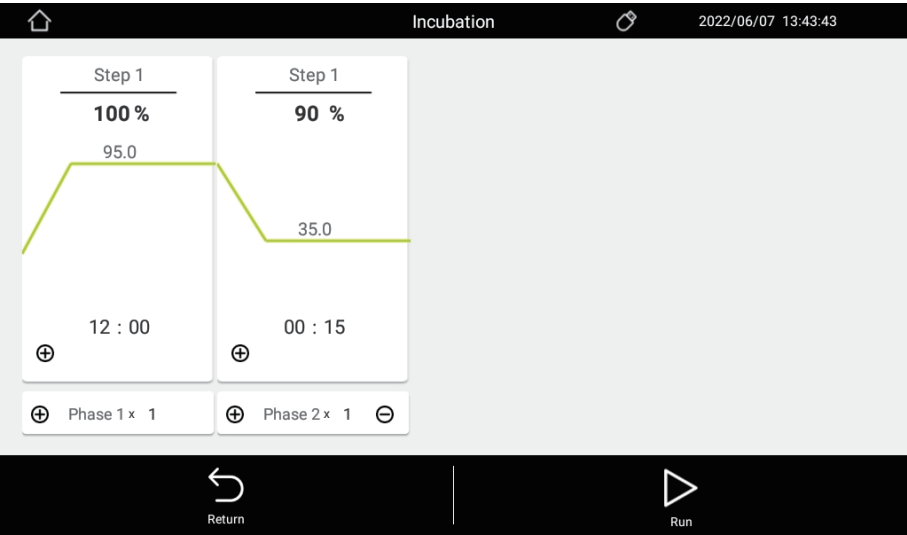 Incubation 2022/06/07 13:43:43
Step 1
100 %
95.0
12 : 00
Step 1
90 %
35.0
00 : 15
Phase 1 x 1
Phase 2 x 1
Return
Run